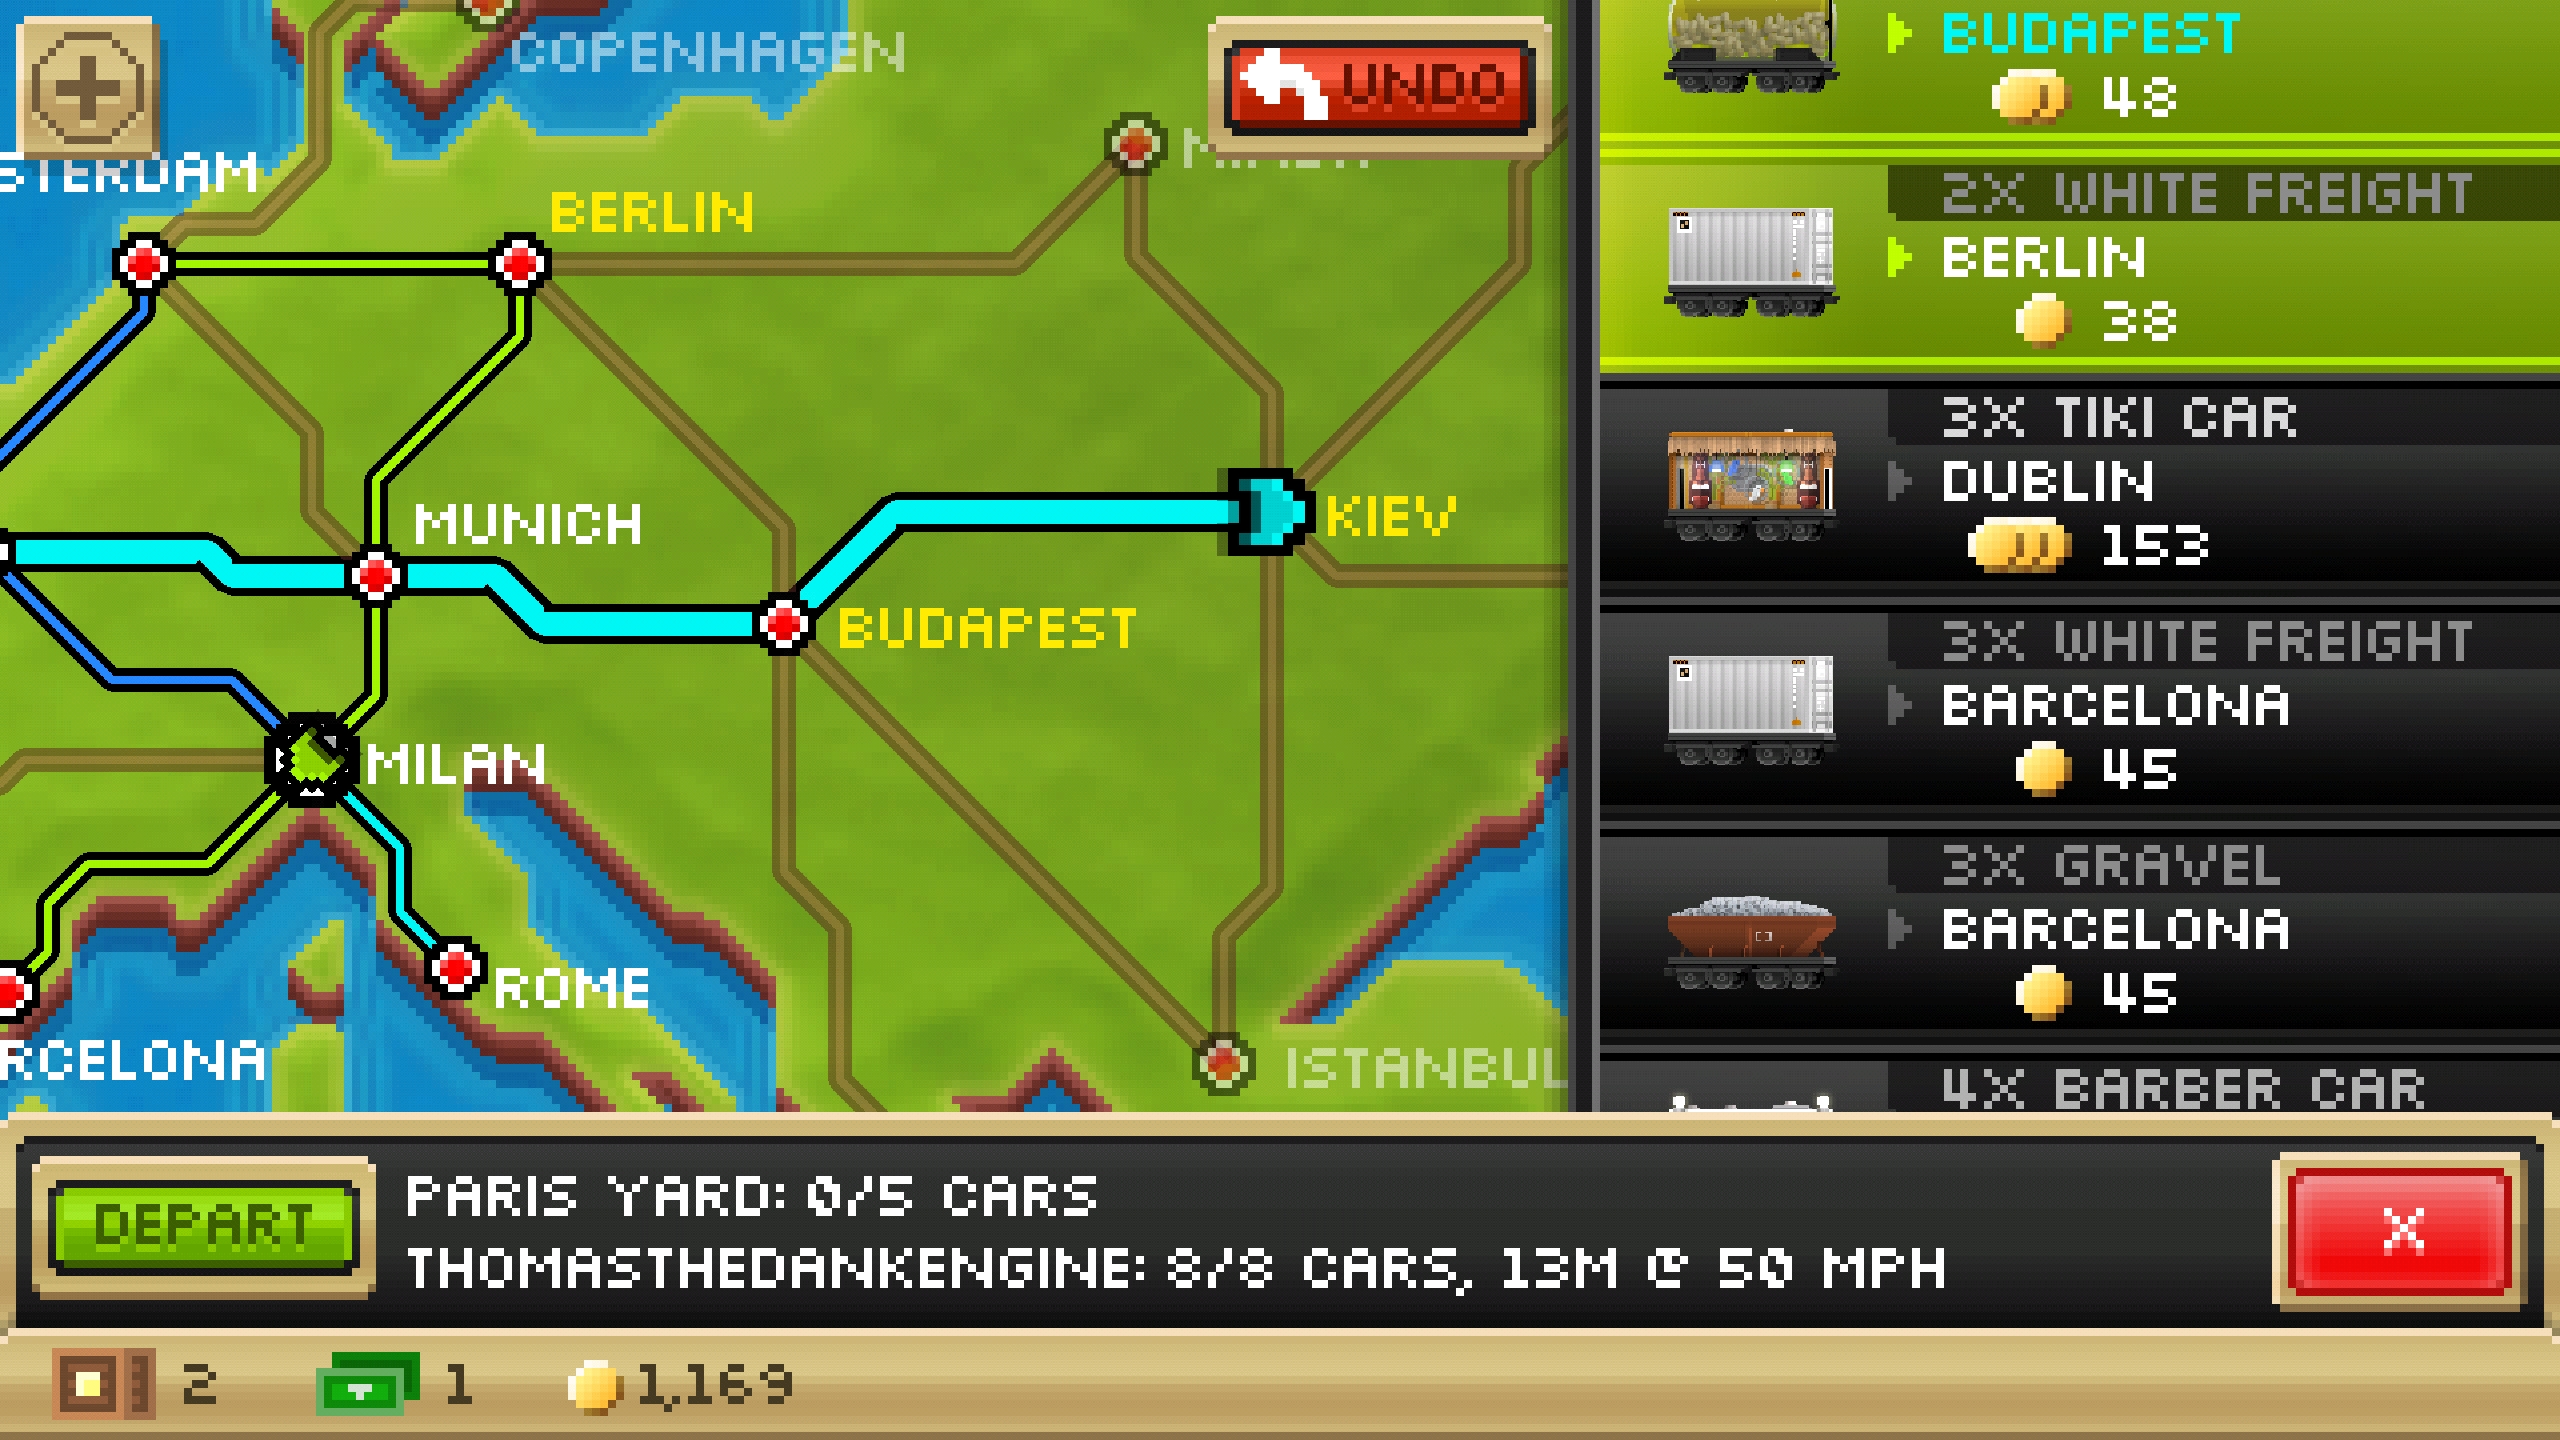 COPENHAGEN
UNDO
STERDAM
BERLIN
MUNICH
KIEV
BUDAPEST
MILAN
ROME
RCELONA
ISTANBUL
BUDAPEST
48
2X WHITE FREIGHT
BERLIN
38
3X TIKI CAR
DUBLIN
153
3X WHITE FREIGHT
BARCELONA
45
3X GRAVEL
BARCELONA
45
4X BARBER CAR
DEPART
PARIS YARD: 0/5 CARS
THOMASTHEDANKENGINE: 8/8 CARS, 13M @ 50 MPH
X
2
1
1,169